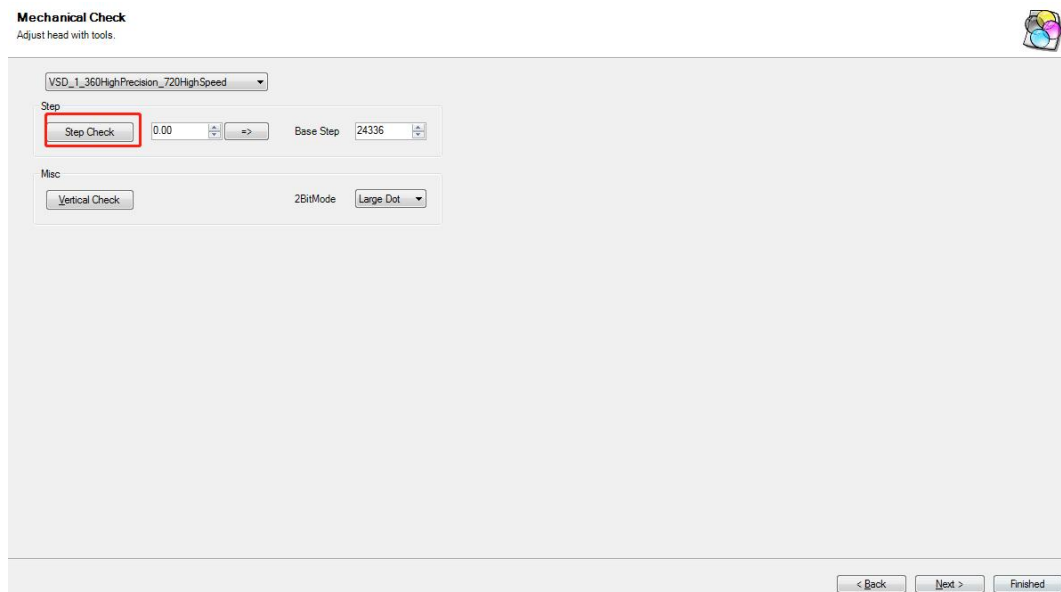 Mechanical Check
Adjust head with tools.
VSD_1_360HighPrecision_720HighSpeed
Step
Step Check 0.00 => Base Step 24336
Misc
Vertical Check 2BitMode Large Dot
< Back Next > Finished